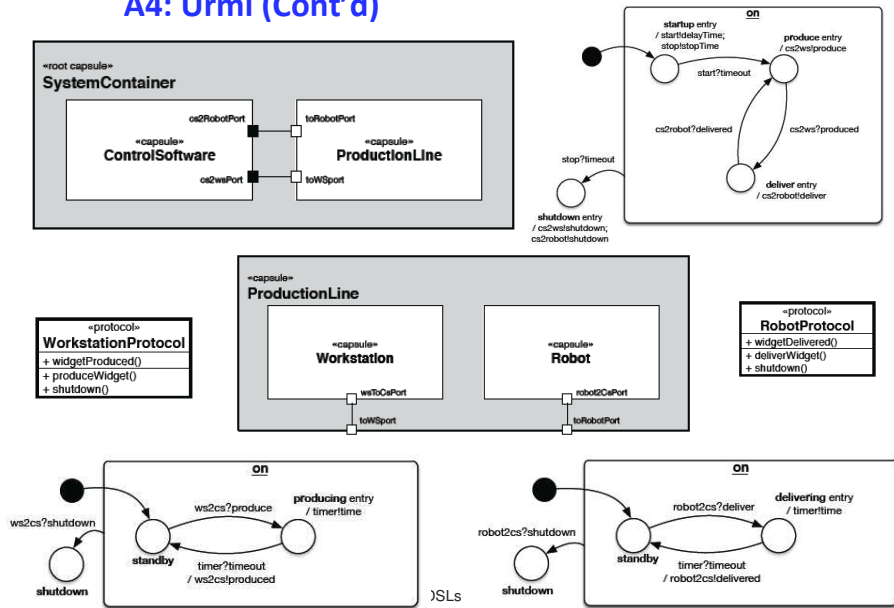 A4: Urml (Cont'd)
«root capsule»
SystemContainer
cs2RobotPort
toRobotPort
«capsule»
ControlSoftware
«capsule»
ProductionLine
cs2wsPort
toWSport
on
startup entry
/ start!delayTime;
stop!stopTime
produce entry
/ cs2ws!produce
start?timeout
cs2robot?delivered
cs2ws?produced
stop?timeout
deliver entry
/ cs2robot!deliver
shutdown entry
/ cs2ws!shutdown;
cs2robot!shutdown
«protocol»
WorkstationProtocol
+ widgetProduced()
+ produceWidget()
+ shutdown()
«capsule»
ProductionLine
«capsule»
Workstation
«capsule»
Robot
wsToCsPort
robot2CsPort
toWSport
toRobotPort
«protocol»
RobotProtocol
+ widgetDelivered()
+ deliverWidget()
+ shutdown()
on
ws2cs?produce
producing entry
/ timer!time
ws2cs?shutdown
standby
timer?timeout
/ ws2cs!produced
shutdown
on
robot2cs?deliver
delivering entry
/ timer!time
robot2cs?shutdown
standby
timer?timeout
/ robot2cs!delivered
shutdown